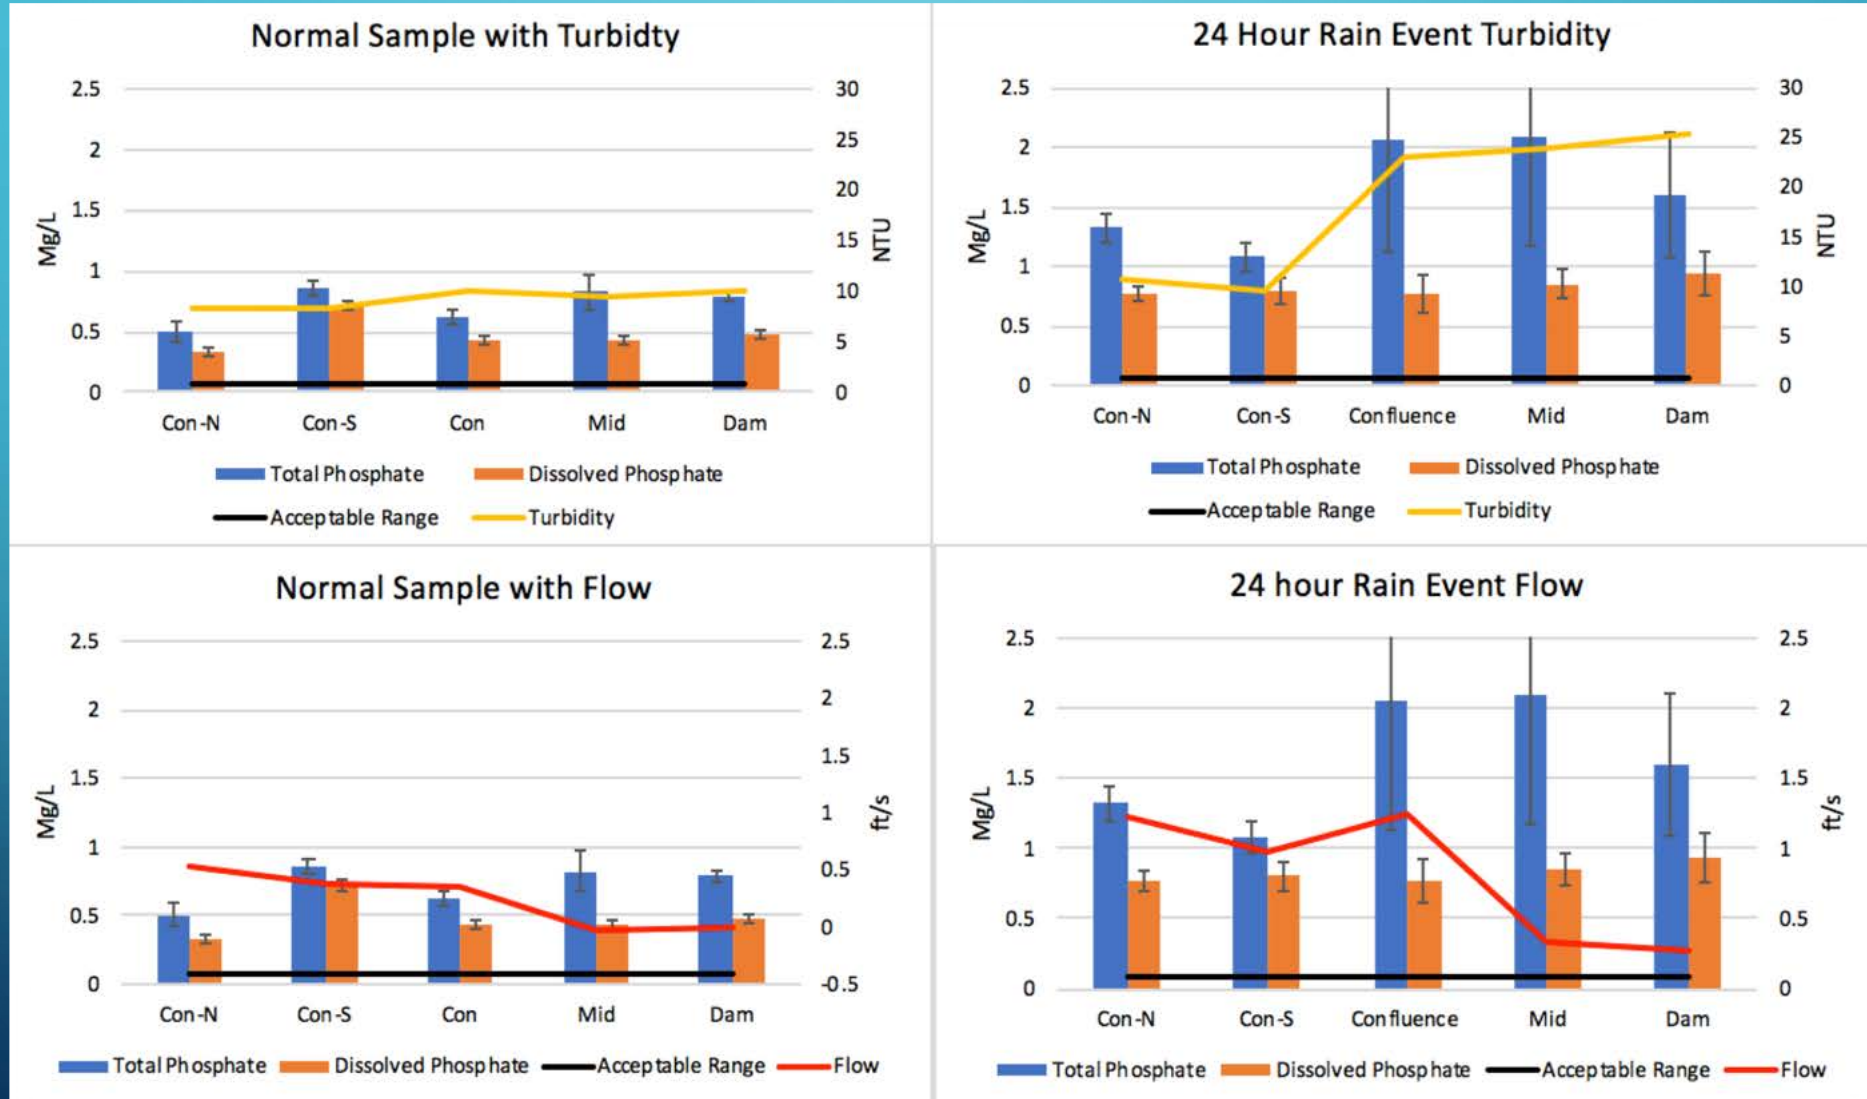 Normal Sample with Turbidty
2.5
2
1.5
1
0.5
0
Mg/L
30
25
20
15
10
5
0
NTU
Con-N Con-S Con Mid Dam
Total Phosphate Dissolved Phosphate
Acceptable Range Turbidity
24 Hour Rain Event Turbidity
2.5
2
1.5
1
0.5
0
Mg/L
30
25
20
15
10
5
0
NTU
Con-N Con-S Confluence Mid Dam
Total Phosphate Dissolved Phosphate
Acceptable Range Turbidity
Normal Sample with Flow
2.5
2
1.5
1
0.5
0
Mg/L
2.5
2
1.5
1
0.5
0
-0.5
ft/s
Con-N Con-S Con Mid Dam
Total Phosphate Dissolved Phosphate Acceptable Range Flow
24 hour Rain Event Flow
2.5
2
1.5
1
0.5
0
Mg/L
2.5
2
1.5
1
0.5
0
ft/s
Con-N Con-S Confluence Mid Dam
Total Phosphate Dissolved Phosphate Acceptable Range Flow